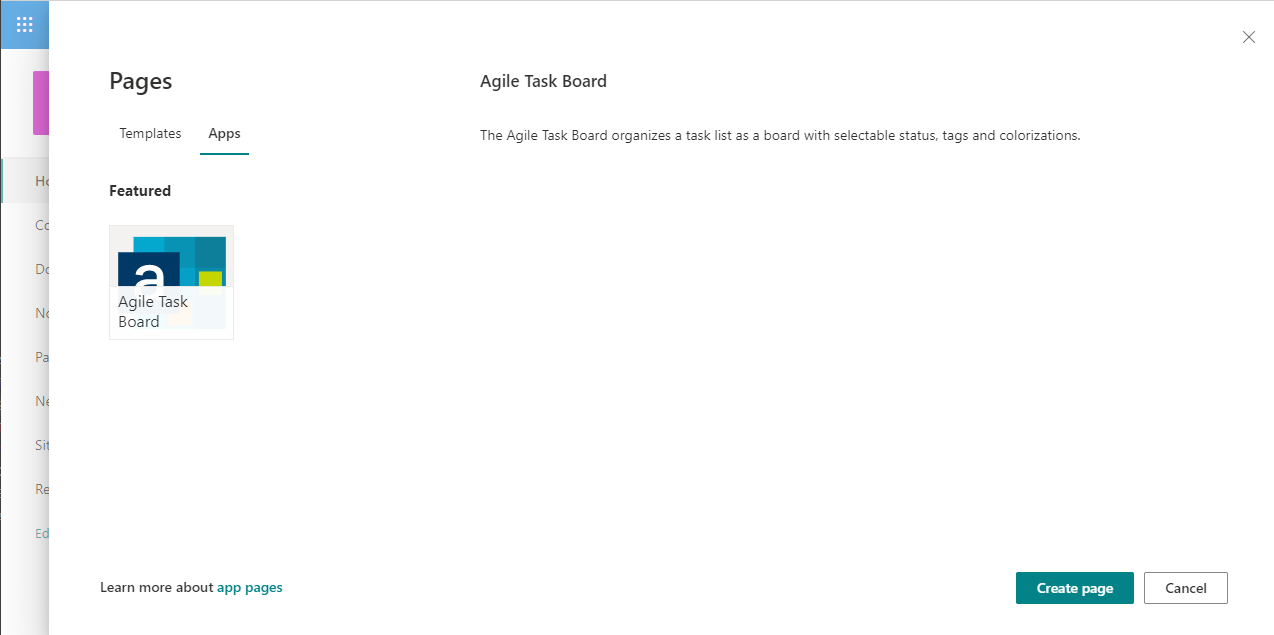 Pages
Templates
Apps
Featured
a
Agile Task
Board
Agile Task Board
The Agile Task Board organizes a task list as a board with selectable status, tags and colorizations.
Ho
Co
Do
No
Pa
Ne
Sit
Re
Ed
Learn more about app pages
Create page
Cancel